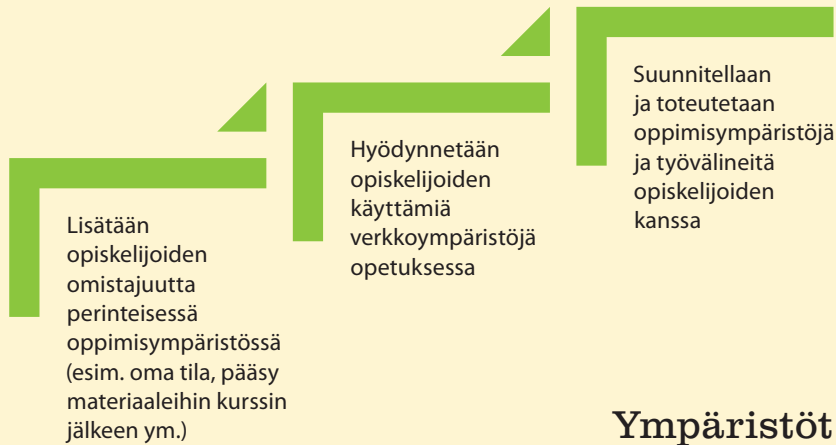 Lisätään
opiskelijoiden
omistajuutta
perinteisessä
oppimisympäristössä
(esim. oma tila, pääsy
materiaaleihin kurssin
jälkeen ym.)
Hyödynnetään
opiskelijoiden
käyttämiä
verkkoympäristöjä
opetuksessa
Suunnitellaan
ja toteutetaan
oppimisympäristöjä
ja työvälineitä
opiskelijoiden
kanssa
Ympäristöt